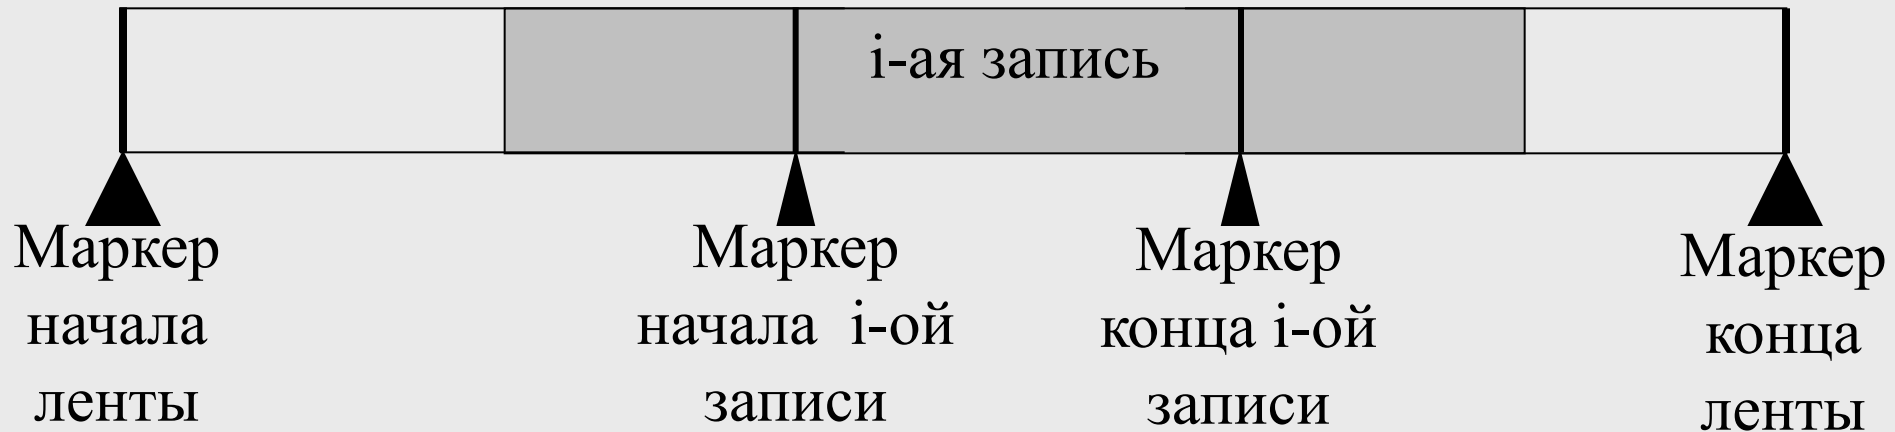 i-ая запись
Маркер
начала
ленты
Маркер
начала i-ой
записи
Маркер
конца i-ой
записи
Маркер
конца
ленты